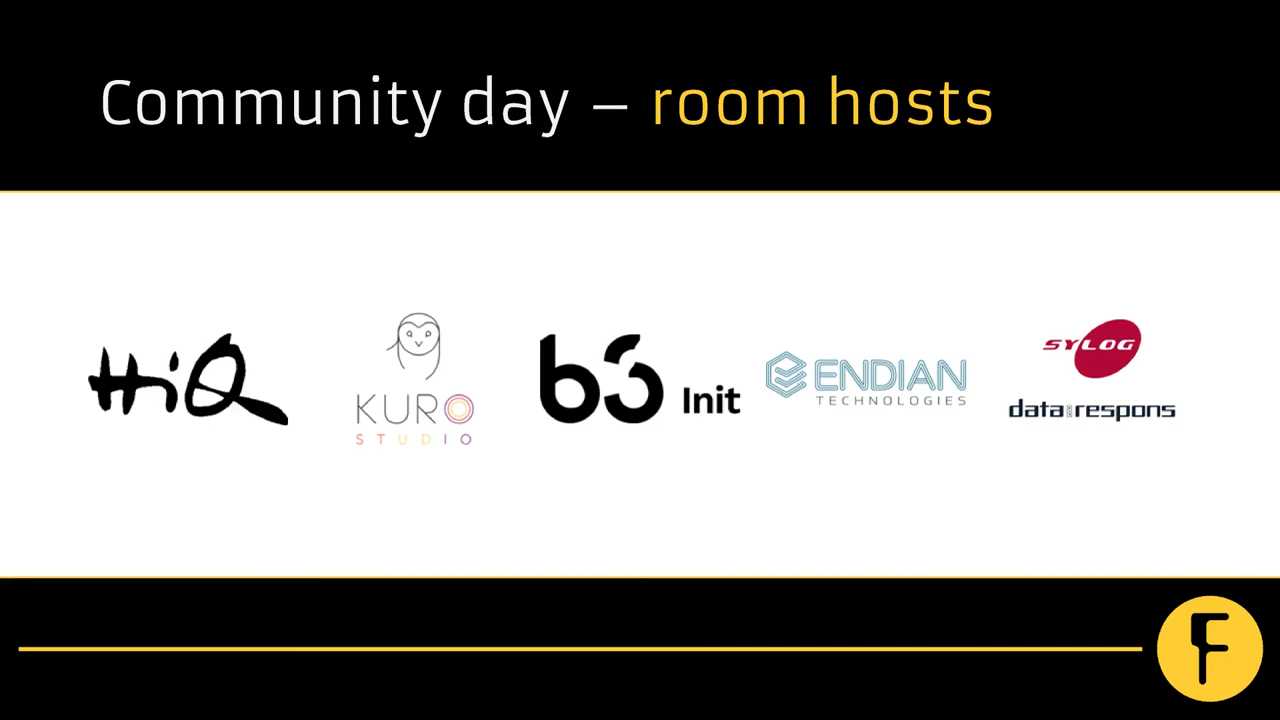 Community day – room hosts
HiQ
KURO
STUDIO
b3 Init
ENDIAN
TECHNOLOGIES
SYLOG
data respons
F